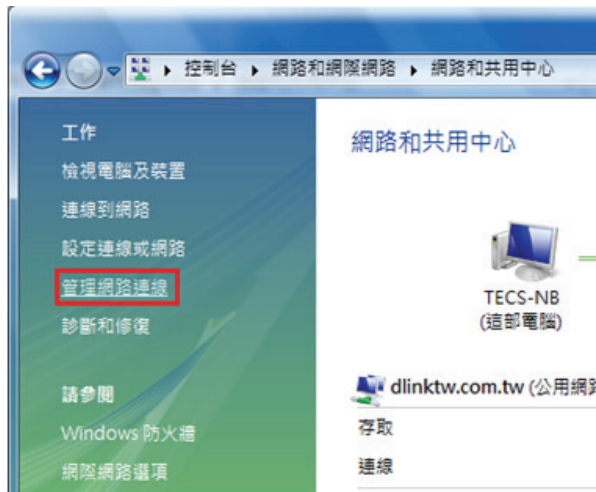 控制台 ▸ 網路和網際網路 ▸ 網路和共用中心
工作
檢視電腦及裝置
連線到網路
設定連線或網路
管理網路連線
診斷和修復
請參閱
Windows 防火牆
網際網路選項
網路和共用中心
TECS-NB
(這部電腦)
dlinktw.com.tw (公用網路
存取
連線